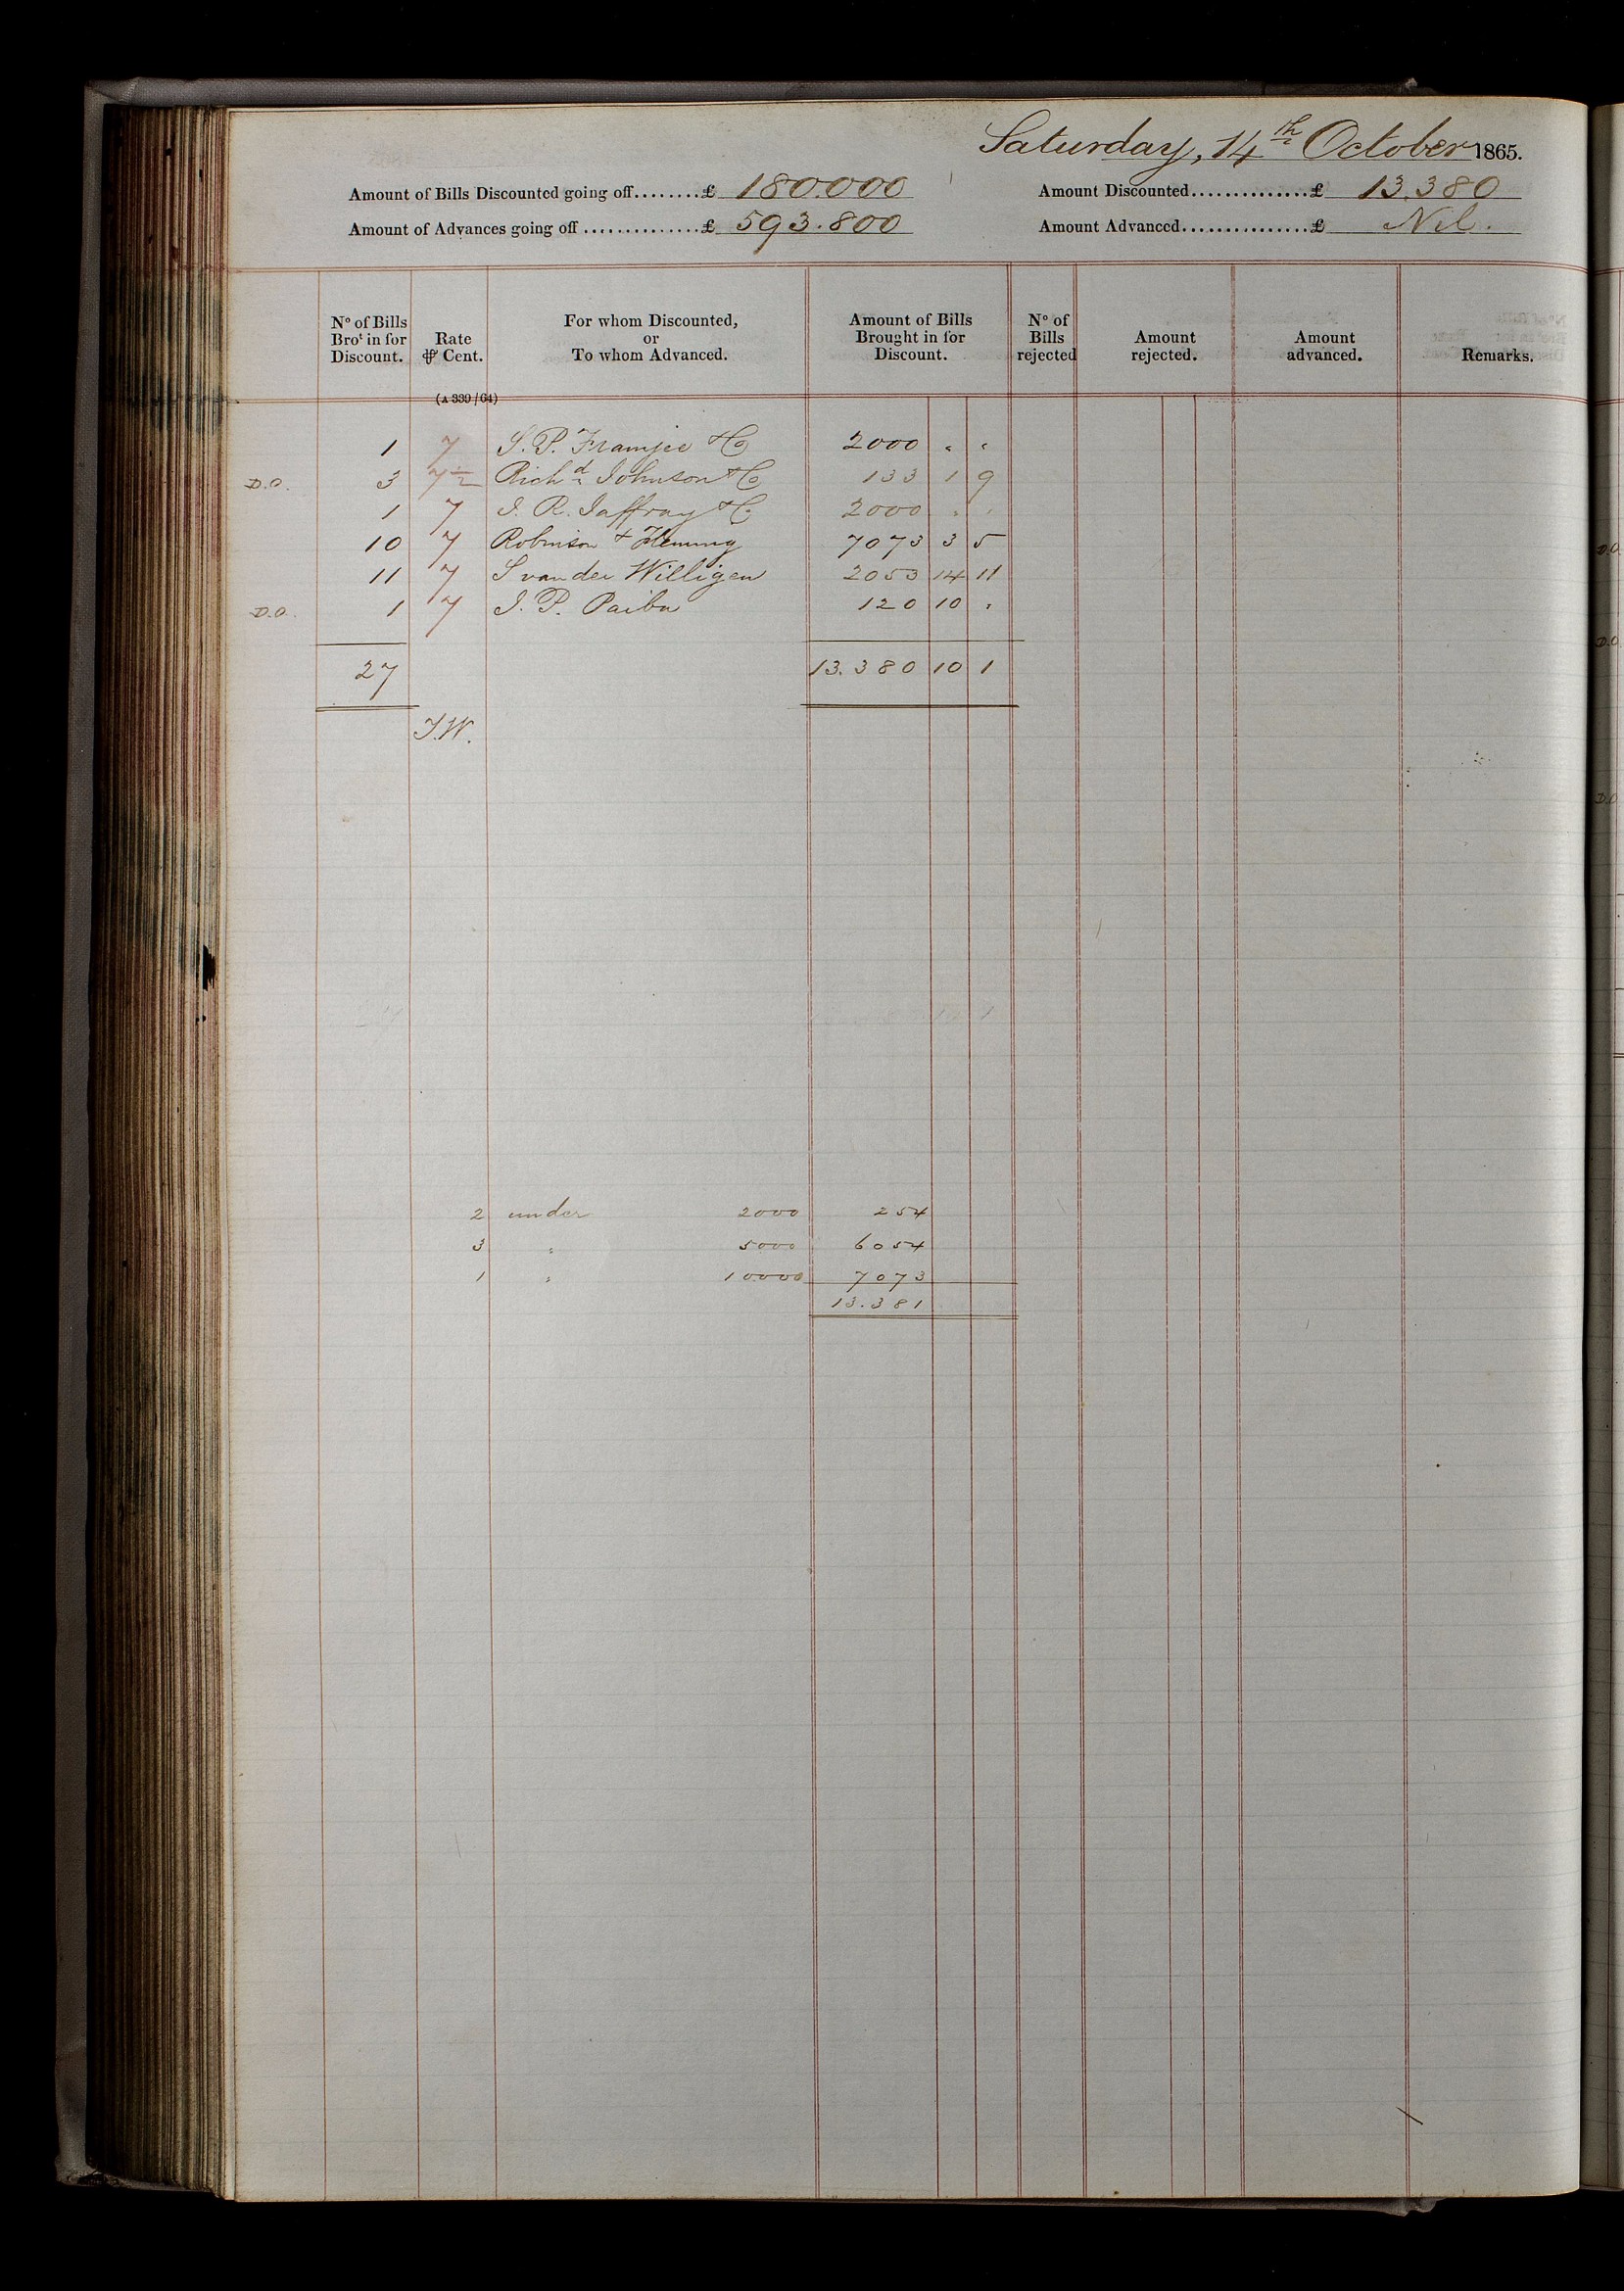 Saturday, 14th October 1865.
Amount of Bills Discounted going off........£ 180.000 Amount Discounted..............£ 13.380
Amount of Advances going off ..............£ 593.800 Amount Advanced................£ Nil.
No of Bills Brot in for Discount. Rate ⅌ Cent. For whom Discounted, or To whom Advanced. Amount of Bills Brought in for Discount. No of Bills rejected Amount rejected. Amount advanced. Remarks.
(A 339/64)
1 7 S. P. Framjee & Co 2000 " "
D.O. 3 7½ Richd Johnson & Co 133 1 9
1 7 J. R. Jaffray & Co 2000 " "
10 7 Robinson & Fleming 7073 3 5
11 7 S van der Willigen 2053 14 11
D.O. 1 7 J. P. Paiba 120 10 "
27 13.380 10 1
J.W.
2 under 2000 254
3 " 5000 6054
1 " 10000 7073
13.381